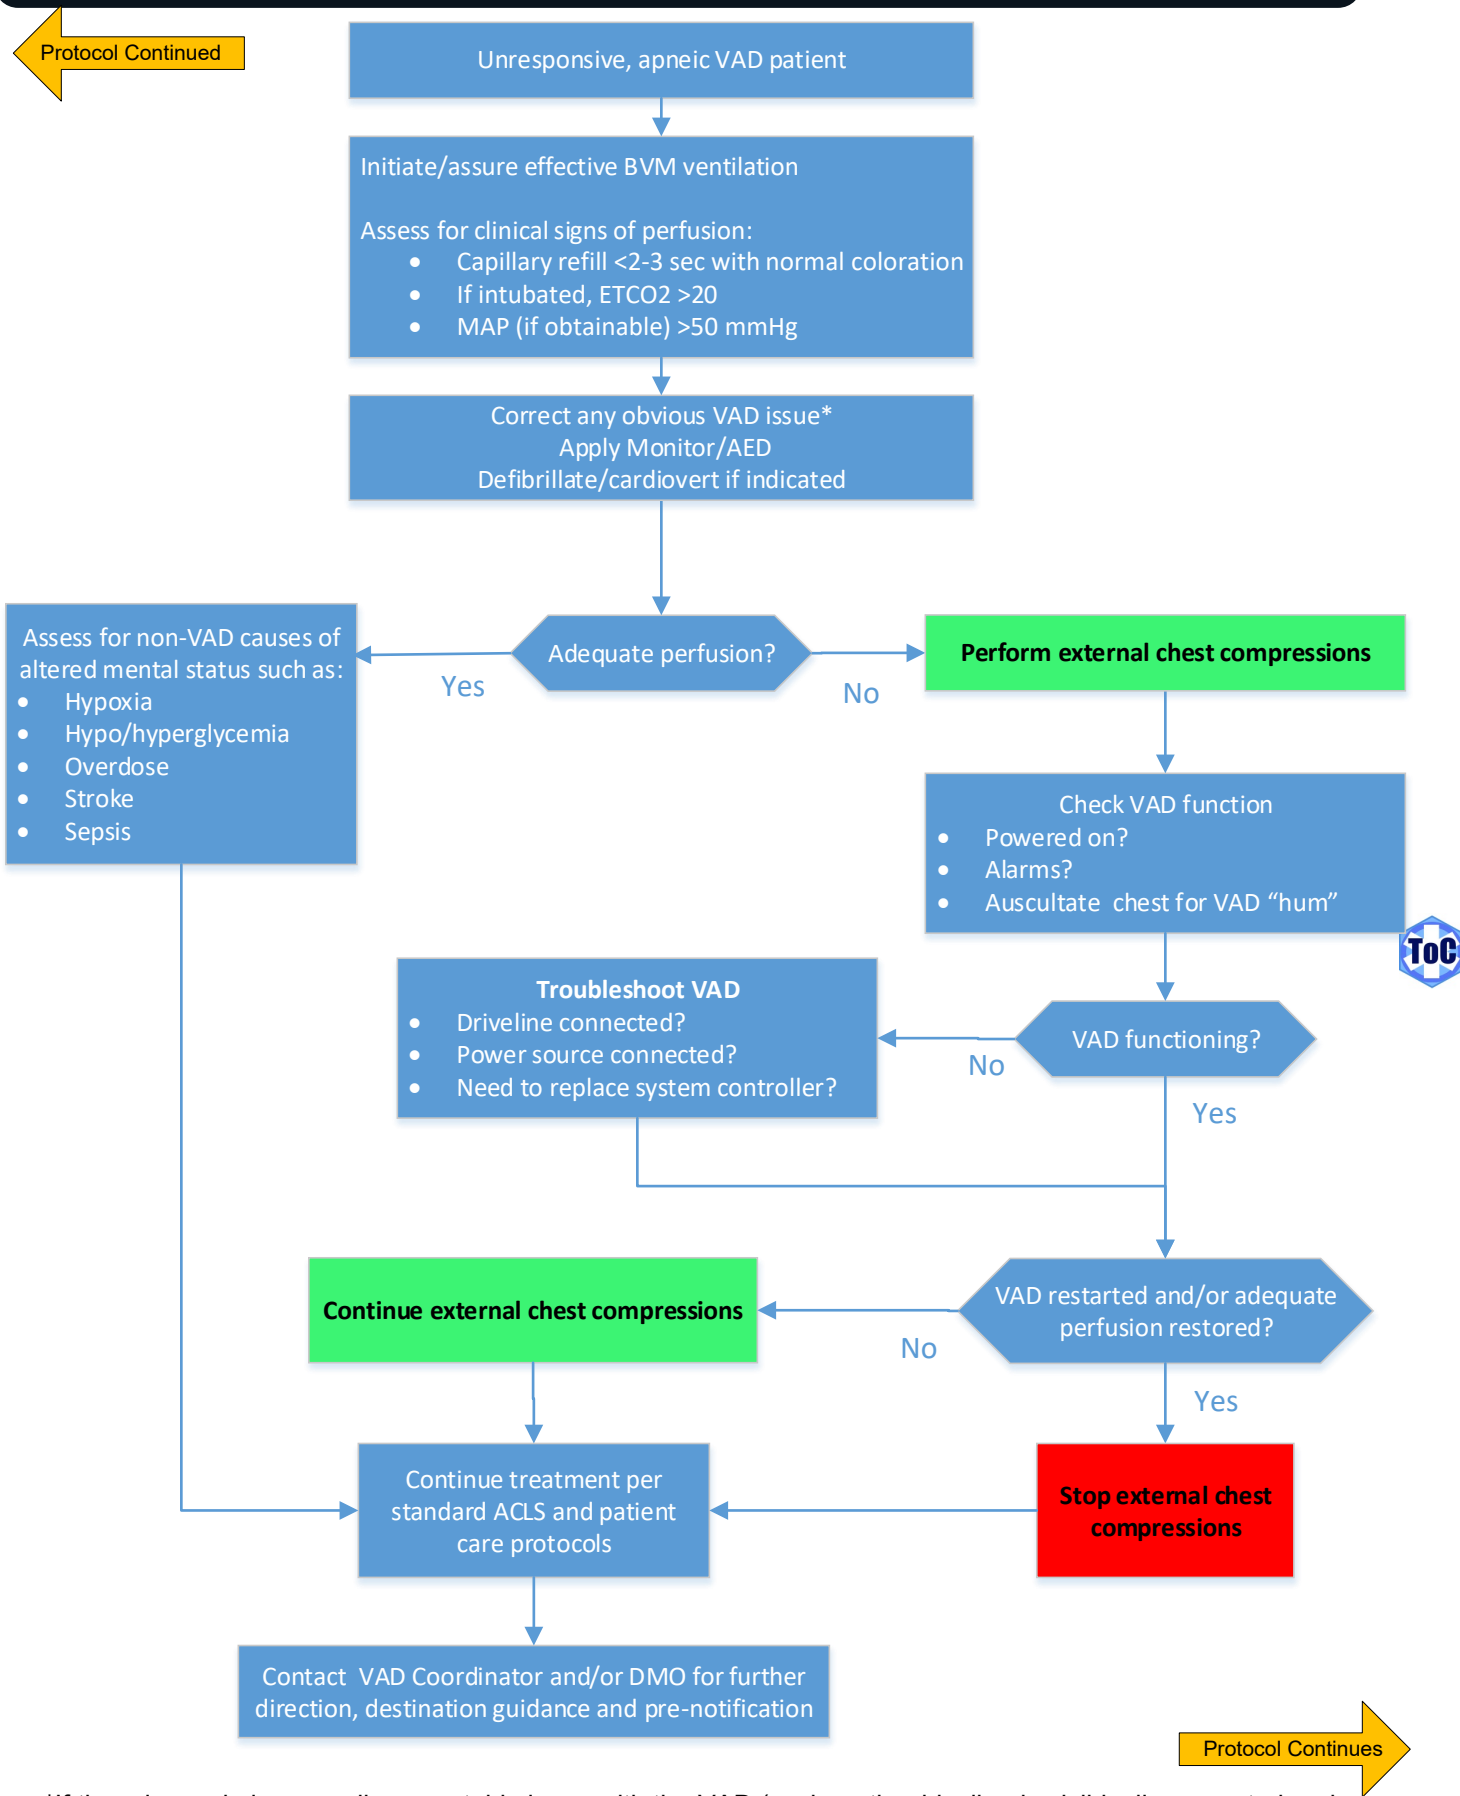 Protocol Continued
Unresponsive, apneic VAD patient
Initiate/assure effective BVM ventilation
Assess for clinical signs of perfusion:
• Capillary refill <2-3 sec with normal coloration
• If intubated, ETCO2 >20
• MAP (if obtainable) >50 mmHg
Correct any obvious VAD issue*
Apply Monitor/AED
Defibrillate/cardiovert if indicated
Adequate perfusion?
Yes
No
Assess for non-VAD causes of
altered mental status such as:
• Hypoxia
• Hypo/hyperglycemia
• Overdose
• Stroke
• Sepsis
Perform external chest compressions
Check VAD function
• Powered on?
• Alarms?
• Auscultate chest for VAD “hum”
ToC
VAD functioning?
No
Yes
Troubleshoot VAD
• Driveline connected?
• Power source connected?
• Need to replace system controller?
VAD restarted and/or adequate
perfusion restored?
No
Yes
Continue external chest compressions
Stop external chest
compressions
Continue treatment per
standard ACLS and patient
care protocols
Contact VAD Coordinator and/or DMO for further
direction, destination guidance and pre-notification
Protocol Continues